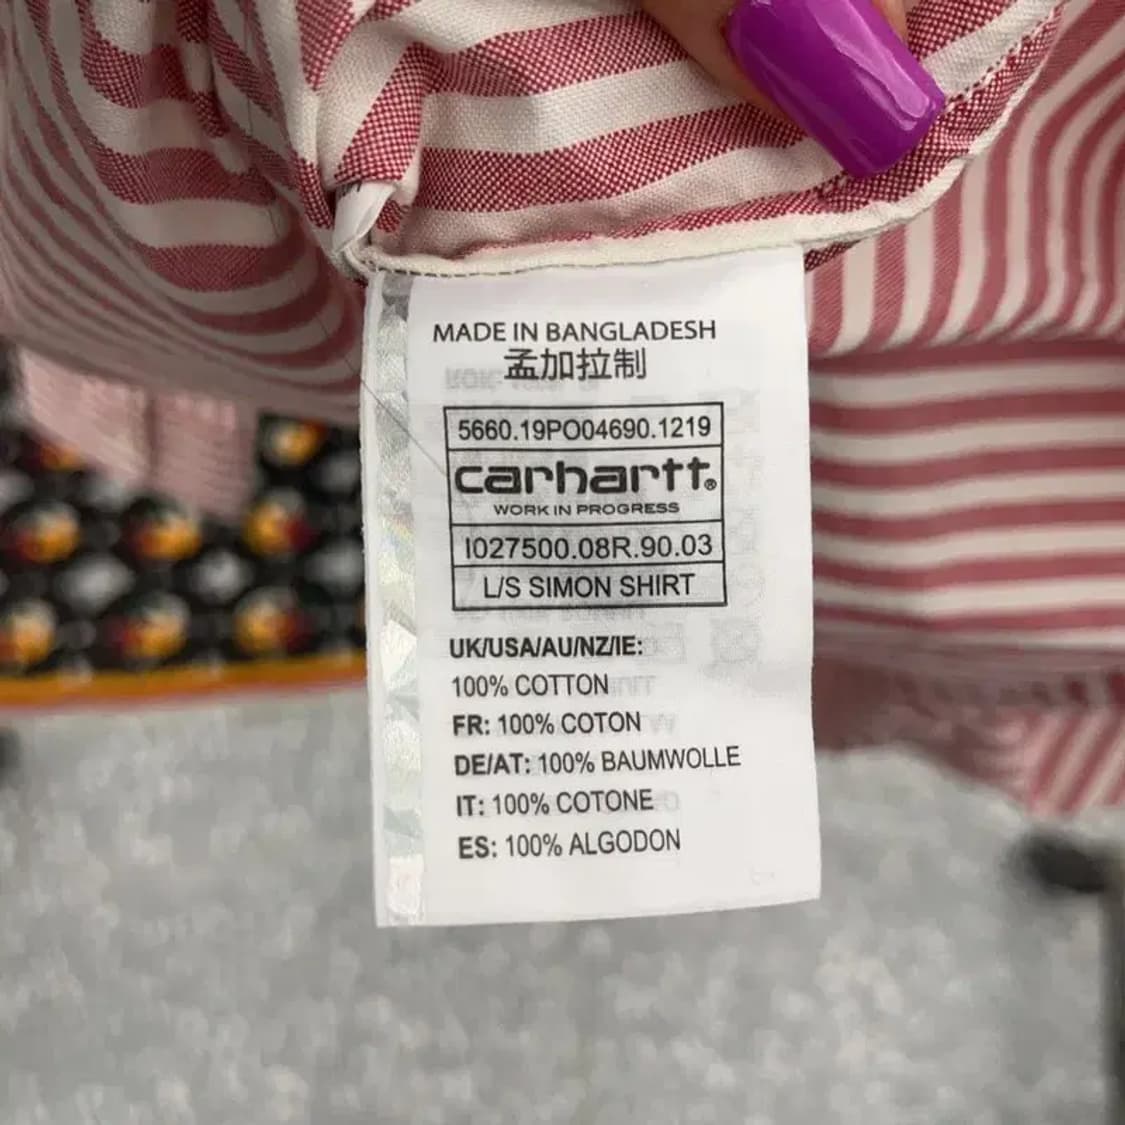 MADE IN BANGLADESH
孟加拉制
5660.19PO04690.1219
carhartt®
WORK IN PROGRESS
I027500.08R.90.03
L/S SIMON SHIRT
UK/USA/AU/NZ/IE:
100% COTTON
FR: 100% COTON
DE/AT: 100% BAUMWOLLE
IT: 100% COTONE
ES: 100% ALGODON